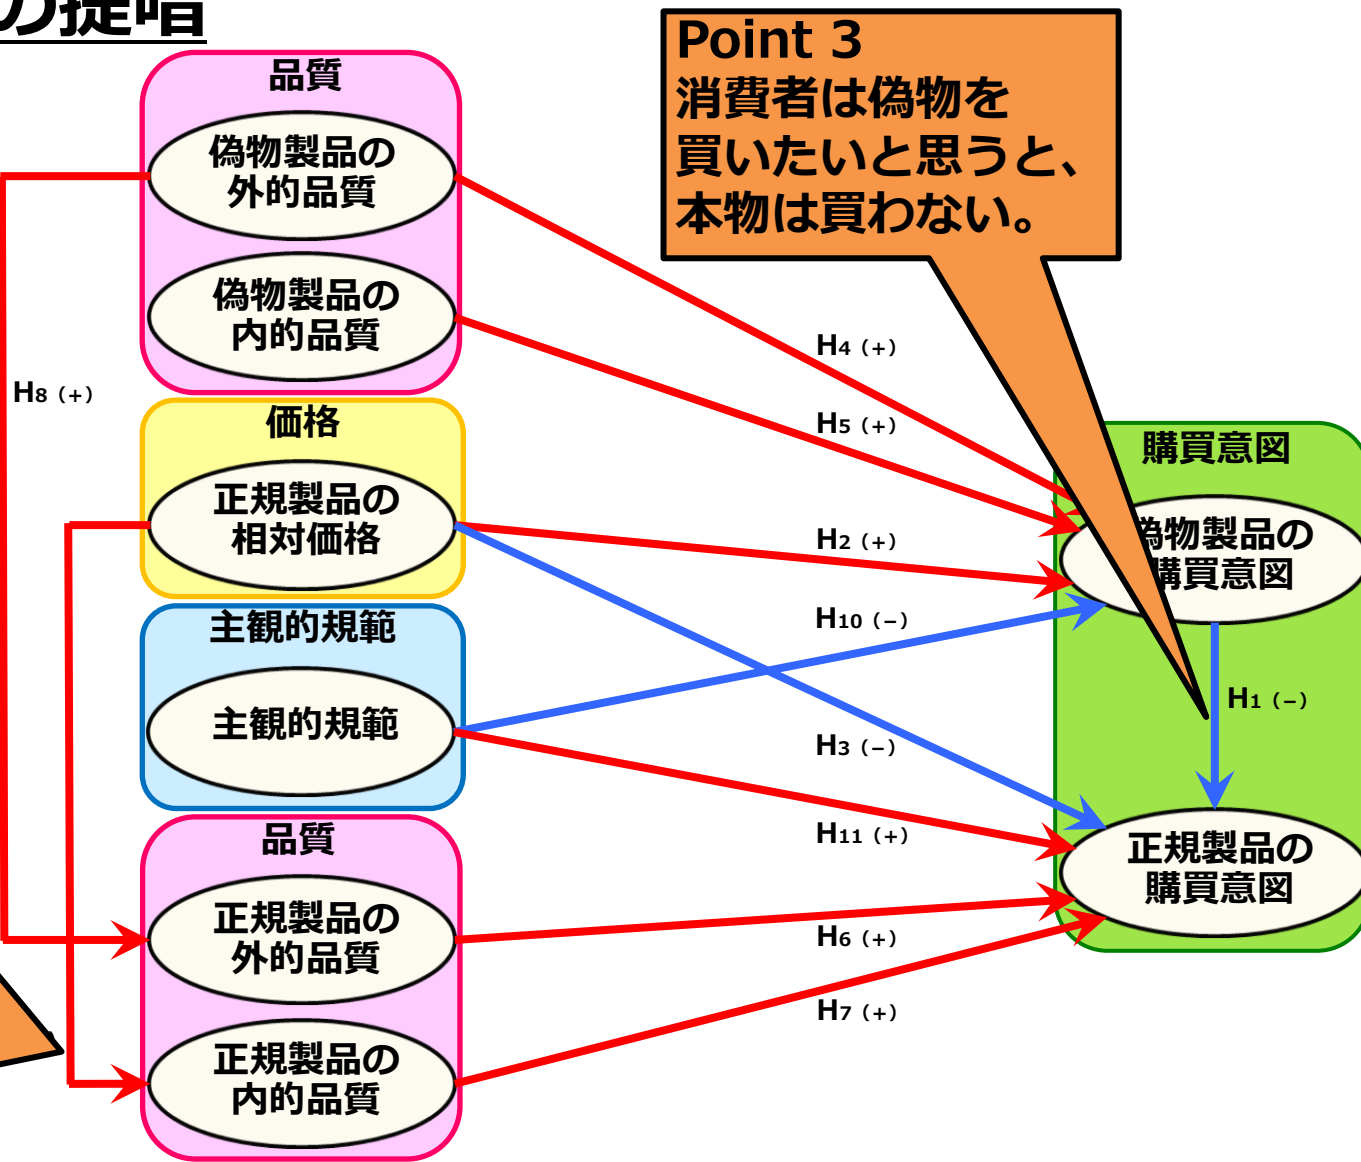 の提唱
Point 3
消費者は偽物を
買いたいと思うと、
本物は買わない。
品質
偽物製品の
外的品質
偽物製品の
内的品質
H8（+）
価格
正規製品の
相対価格
主観的規範
主観的規範
品質
正規製品の
外的品質
正規製品の
内的品質
H4（+）
H5（+）
H2（+）
H10（−）
H3（−）
H11（+）
H6（+）
H7（+）
購買意図
偽物製品の
購買意図
H1（−）
正規製品の
購買意図